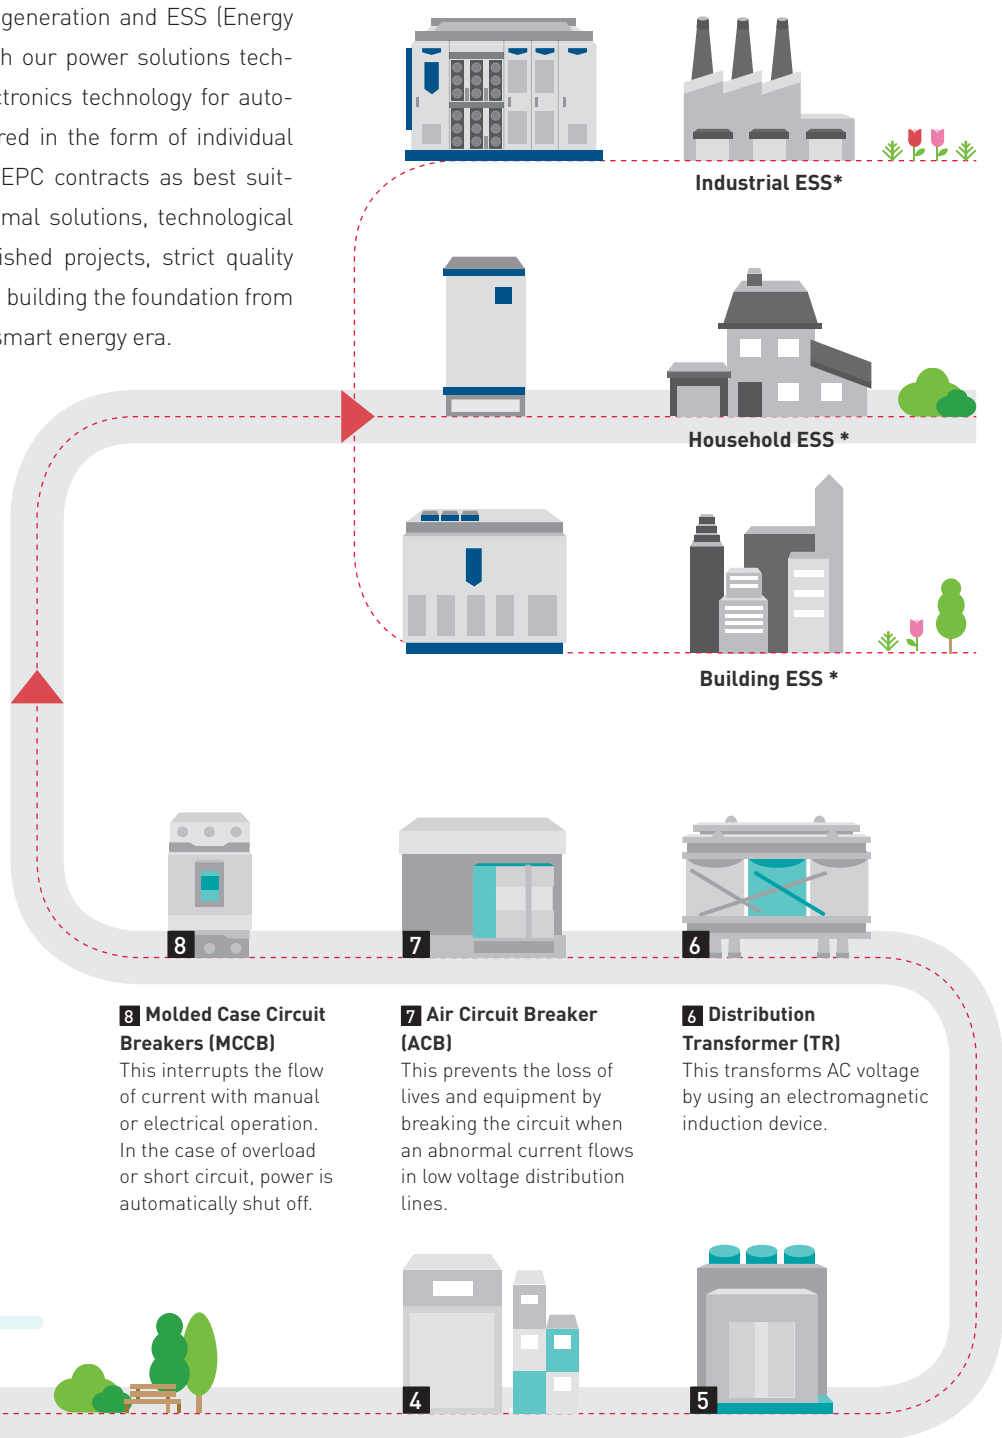 generation and ESS (Energy
h our power solutions tech-
ctronics technology for auto-
red in the form of individual
EPC contracts as best suit-
mal solutions, technological
ished projects, strict quality
building the foundation from
smart energy era.
Industrial ESS*
Household ESS *
Building ESS *
8
7
6
8 Molded Case Circuit
Breakers (MCCB)
This interrupts the flow
of current with manual
or electrical operation.
In the case of overload
or short circuit, power is
automatically shut off.
7 Air Circuit Breaker
(ACB)
This prevents the loss of
lives and equipment by
breaking the circuit when
an abnormal current flows
in low voltage distribution
lines.
6 Distribution
Transformer (TR)
This transforms AC voltage
by using an electromagnetic
induction device.
4
5